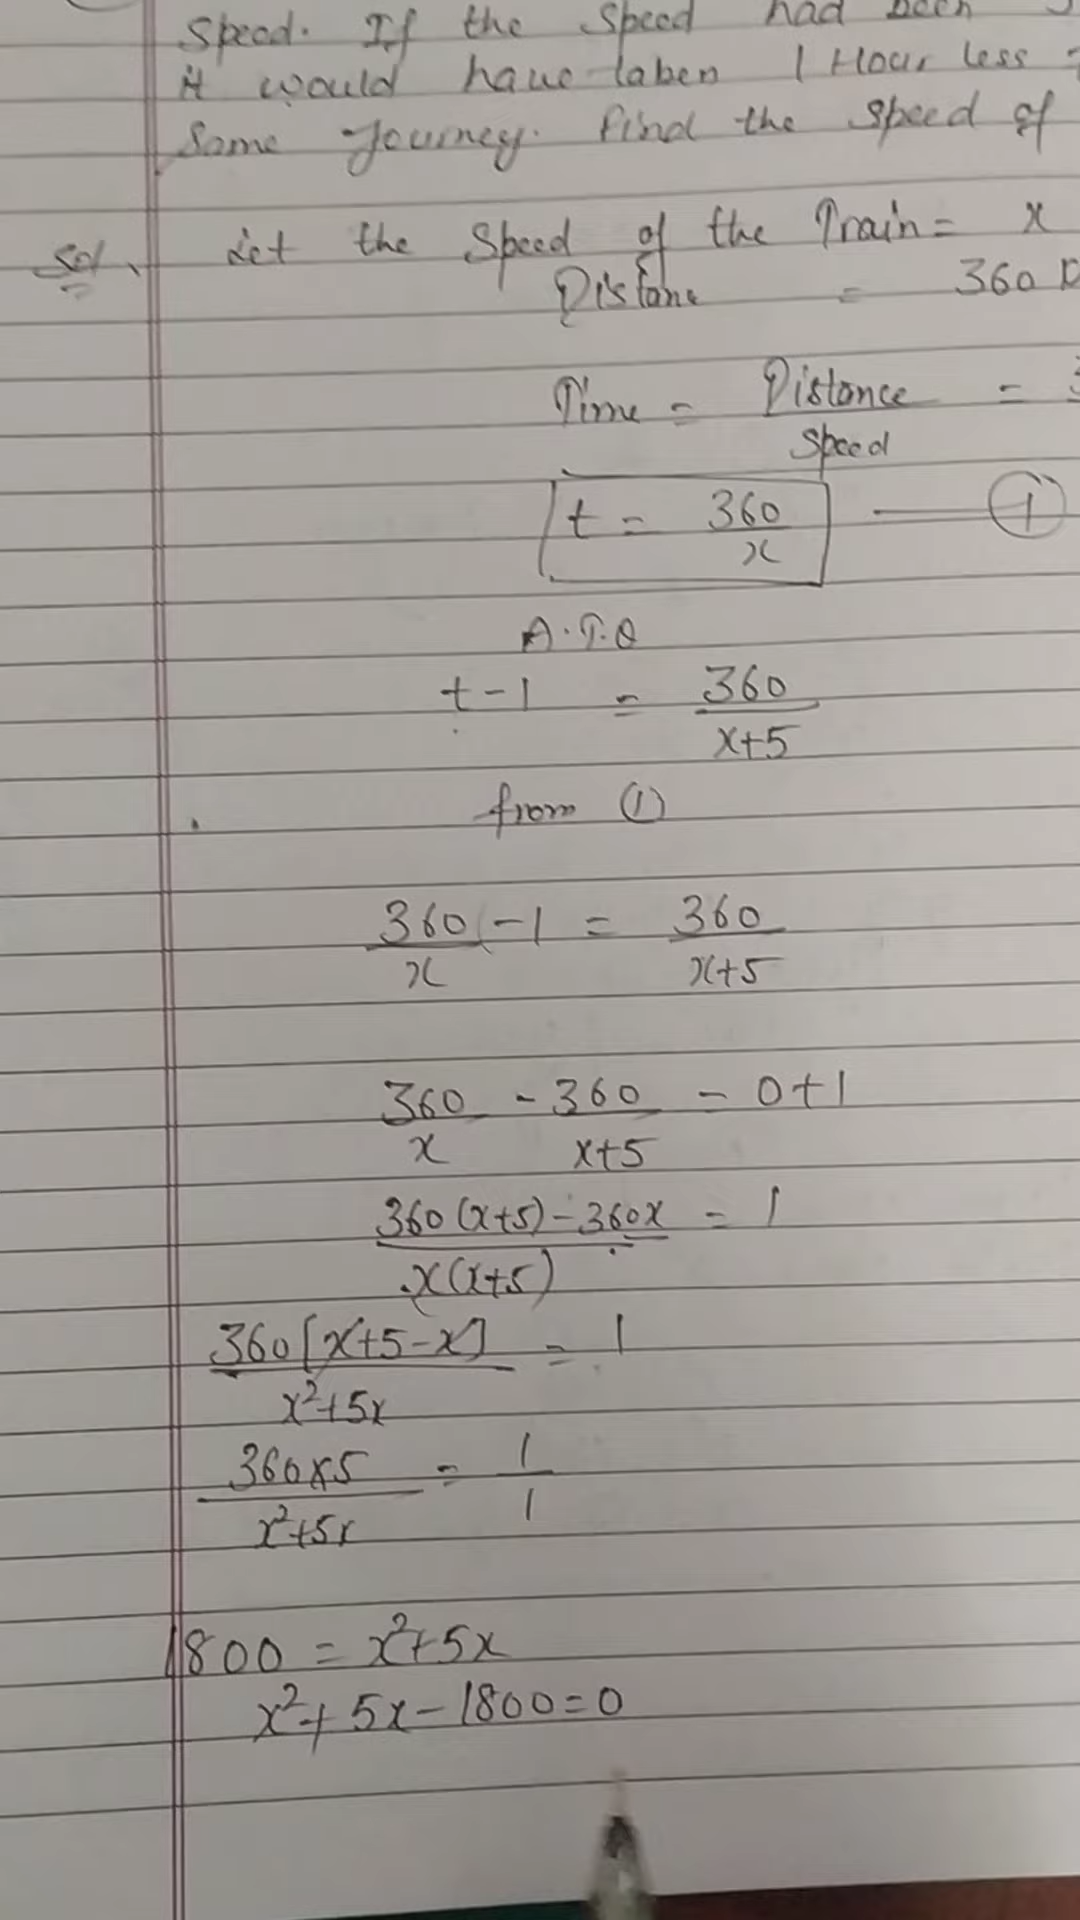 Speed. If the Speed had been
it would have taken 1 Hour less
Same Journey. Find the Speed of
Sol. Let the Speed of the Train = x
Distanc = 360
Time = Distance =
Speed
t = 360 — 1
x
A.T.Q
t-1 = 360
x+5
from (1)
360 -1 = 360
x x+5
360 - 360 = 0+1
x x+5
360(x+5)-360x = 1
x(x+5)
360[x+5-x] = 1
x²+5x
360x5 = 1
x²+5x 1
1800 = x²+5x
x²+5x-1800=0